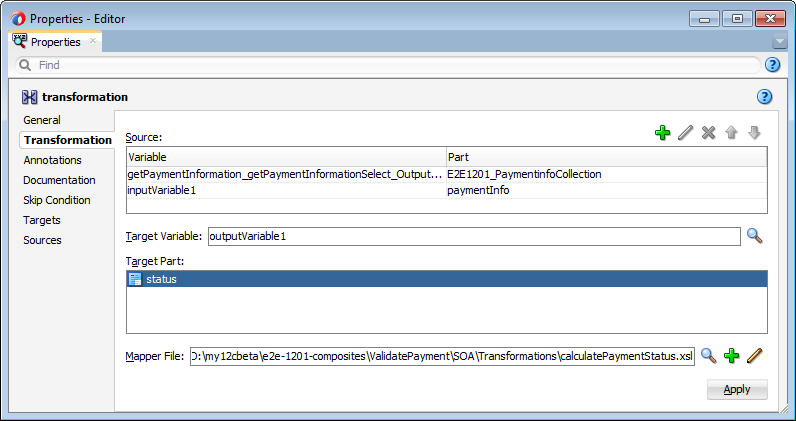 Properties - Editor
Properties
Find
transformation
General
Transformation
Annotations
Documentation
Skip Condition
Targets
Sources
Source:
Variable Part
getPaymentInformation_getPaymentInformationSelect_Output... E2E1201_PaymentinfoCollection
inputVariable1 paymentInfo
Target Variable: outputVariable1
Target Part:
status
Mapper File: D:\my12cbeta\e2e-1201-composites\ValidatePayment\SOA\Transformations\calculatePaymentStatus.xsl
Apply